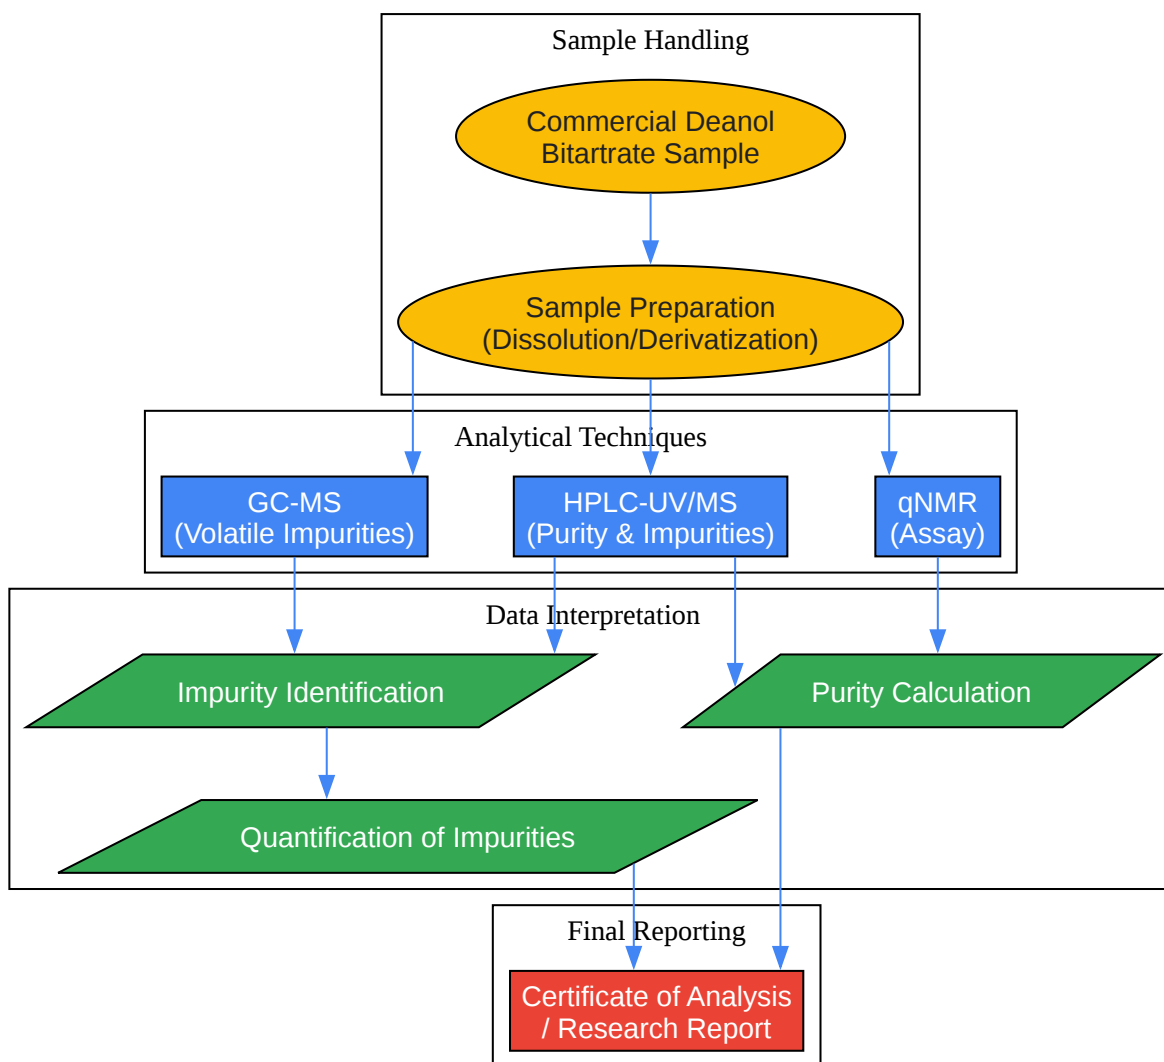 Sample Handling
Commercial Deanol
Bitartrate Sample
Sample Preparation
(Dissolution/Derivatization)
Analytical Techniques
GC-MS
(Volatile Impurities)
HPLC-UV/MS
(Purity & Impurities)
qNMR
(Assay)
Data Interpretation
Impurity Identification
Purity Calculation
Quantification of Impurities
Final Reporting
Certificate of Analysis
/ Research Report